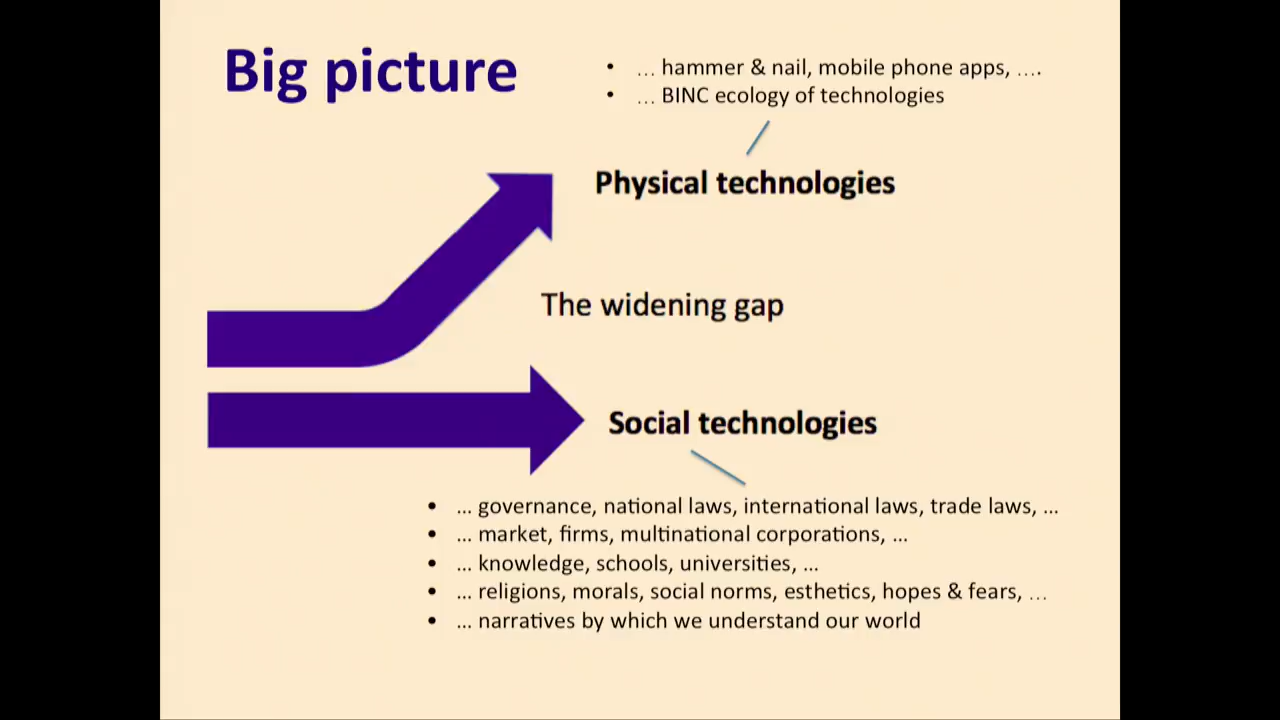 Big picture
• … hammer & nail, mobile phone apps, ….
• … BINC ecology of technologies
Physical technologies
The widening gap
Social technologies
• … governance, national laws, international laws, trade laws, …
• … market, firms, multinational corporations, …
• … knowledge, schools, universities, …
• … religions, morals, social norms, esthetics, hopes & fears, …
• … narratives by which we understand our world